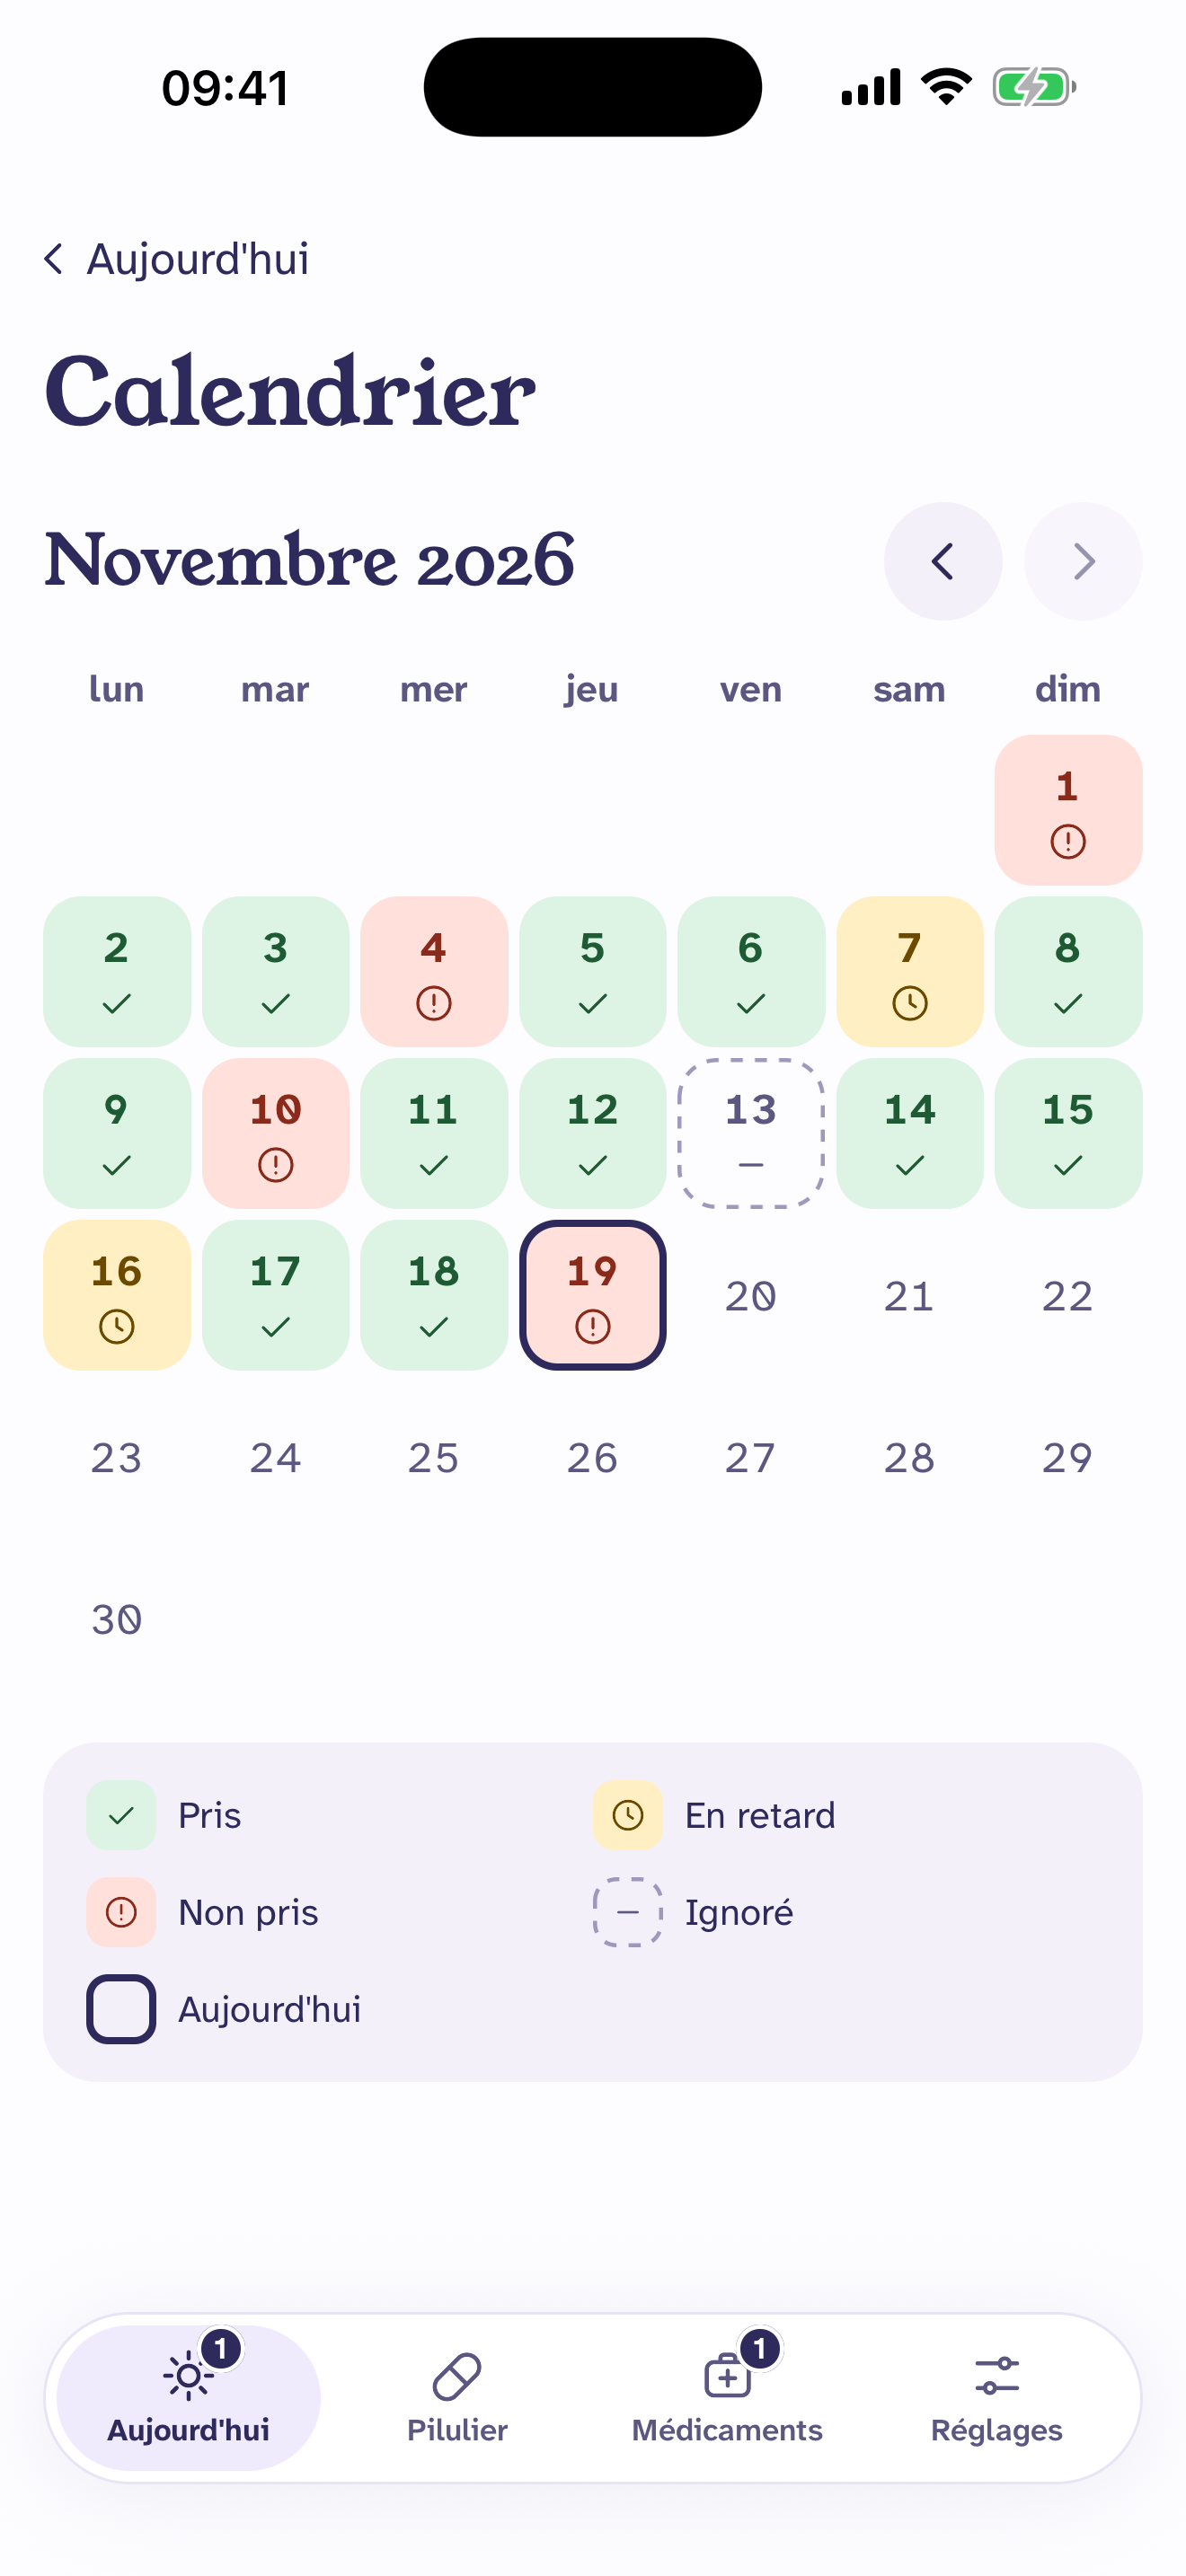 09:41
Aujourd'hui
Calendrier
Novembre 2026
lun mar mer jeu ven sam dim
1
2 3 4 5 6 7 8
9 10 11 12 13 14 15
16 17 18 19 20 21 22
23 24 25 26 27 28 29
30
Pris En retard
Non pris Ignoré
Aujourd'hui
1 1
Aujourd'hui Pilulier Médicaments Réglages